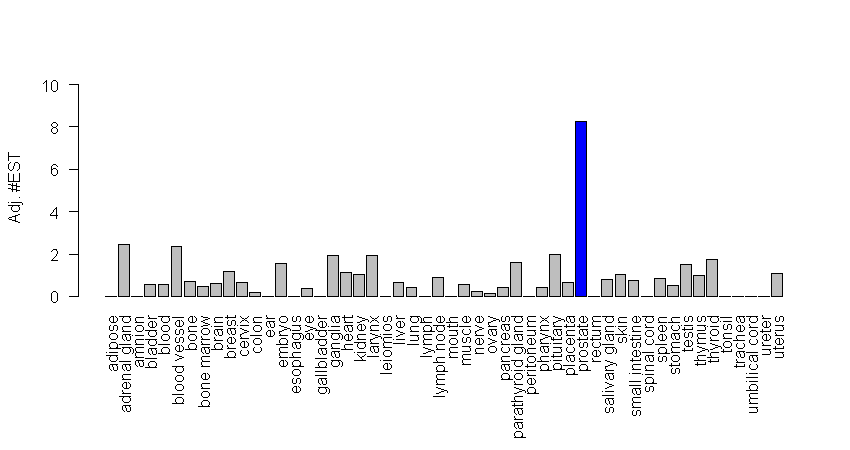 10
8
6
4
2
0
Adj. #EST
adipose
adrenal gland
amnion
bladder
blood
blood vessel
bone
bone marrow
brain
breast
cervix
colon
ear
embryo
esophagus
eye
gallbladder
ganglia
heart
kidney
larynx
leiomios
liver
lung
lymph
lymph node
mouth
muscle
nerve
ovary
pancreas
parathyroid gland
peritoneum
pharynx
pituitary
placenta
prostate
rectum
salivary gland
skin
small intestine
spinal cord
spleen
stomach
testis
thymus
thyroid
tonsil
trachea
umbilical cord
ureter
uterus